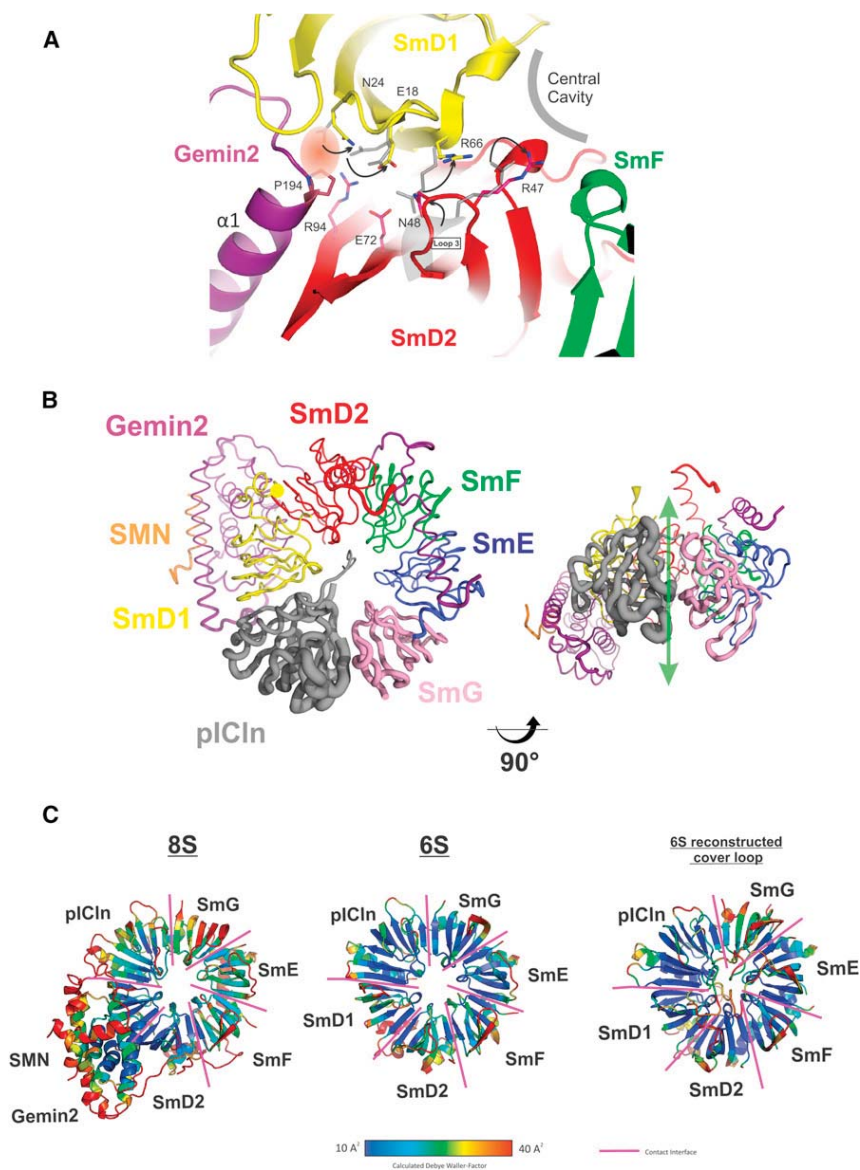 A
SmD1
N24
E18
Central
Cavity
R66
Gemin2
SmF
P194
R47
α1
R94
N48
E72
Loop 3
SmD2
B
SmD2
Gemin2
SmF
SMN
SmE
SmD1
SmG
pICln
90°
C
8S
6S
6S reconstructed
cover loop
pICln
SmG
SmE
SmF
SmD2
Gemin2
SMN
SmG
pICln
SmE
SmD1
SmF
SmD2
SmG
pICln
SmE
SmD1
SmF
SmD2
10 A²
40 A²
Calculated Debye Waller-Factor
Contact Interface